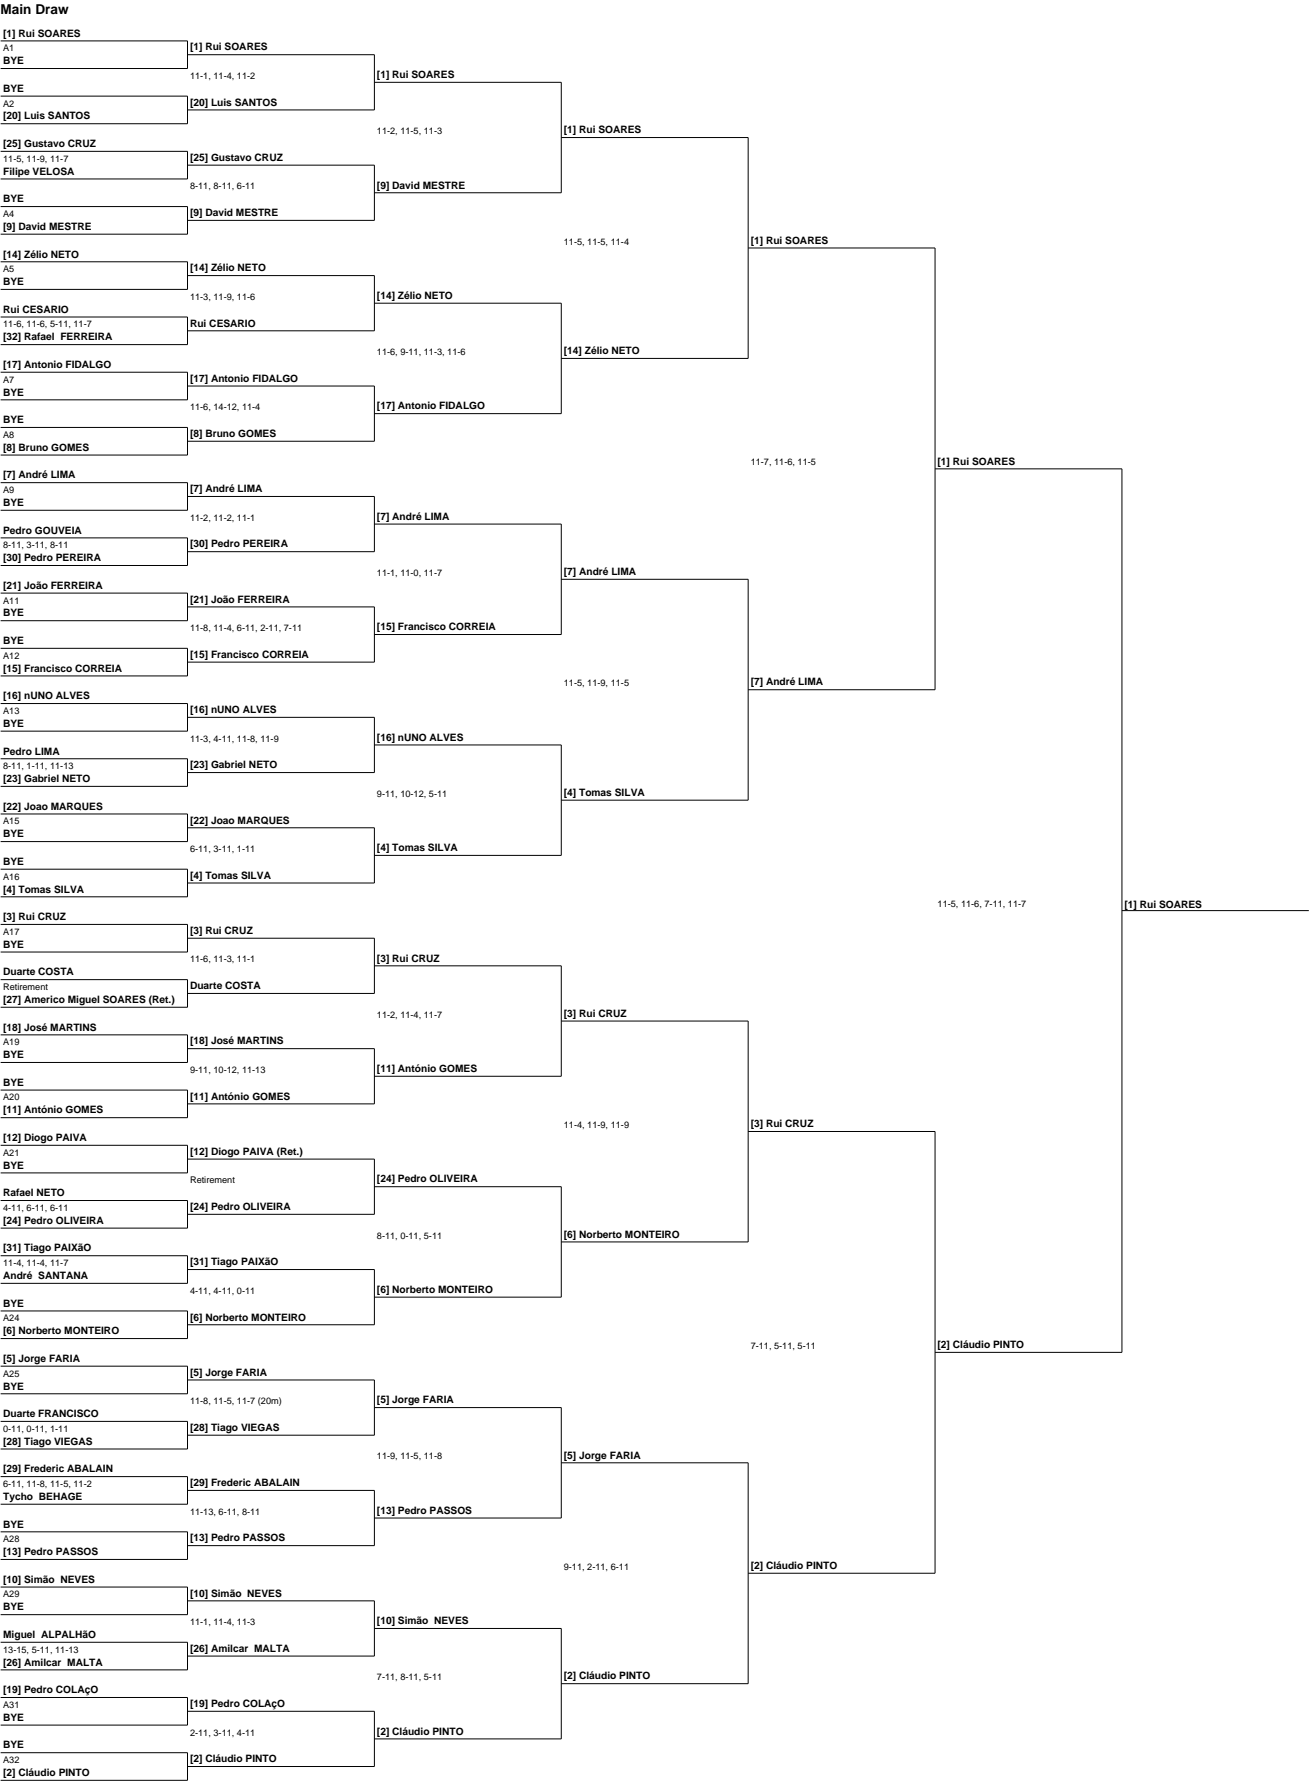 Main Draw
[1] Rui SOARES
A1
BYE
[1] Rui SOARES
11-1, 11-4, 11-2
[1] Rui SOARES
BYE
A2
[20] Luis SANTOS
[20] Luis SANTOS
11-2, 11-5, 11-3
[1] Rui SOARES
[25] Gustavo CRUZ
11-5, 11-9, 11-7
Filipe VELOSA
[25] Gustavo CRUZ
8-11, 8-11, 6-11
[9] David MESTRE
BYE
A4
[9] David MESTRE
[9] David MESTRE
11-5, 11-5, 11-4
[1] Rui SOARES
[14] Zélio NETO
A5
BYE
[14] Zélio NETO
11-3, 11-9, 11-6
[14] Zélio NETO
Rui CESARIO
11-6, 11-6, 5-11, 11-7
[32] Rafael  FERREIRA
Rui CESARIO
11-6, 9-11, 11-3, 11-6
[14] Zélio NETO
[17] Antonio FIDALGO
A7
BYE
[17] Antonio FIDALGO
11-6, 14-12, 11-4
[17] Antonio FIDALGO
BYE
A8
[8] Bruno GOMES
[8] Bruno GOMES
11-7, 11-6, 11-5
[1] Rui SOARES
[7] André LIMA
A9
BYE
[7] André LIMA
11-2, 11-2, 11-1
[7] André LIMA
Pedro GOUVEIA
8-11, 3-11, 8-11
[30] Pedro PEREIRA
[30] Pedro PEREIRA
11-1, 11-0, 11-7
[7] André LIMA
[21] João FERREIRA
A11
BYE
[21] João FERREIRA
11-8, 11-4, 6-11, 2-11, 7-11
[15] Francisco CORREIA
BYE
A12
[15] Francisco CORREIA
[15] Francisco CORREIA
11-5, 11-9, 11-5
[7] André LIMA
[16] nUNO ALVES
A13
BYE
[16] nUNO ALVES
11-3, 4-11, 11-8, 11-9
[16] nUNO ALVES
Pedro LIMA
8-11, 1-11, 11-13
[23] Gabriel NETO
[23] Gabriel NETO
9-11, 10-12, 5-11
[4] Tomas SILVA
[22] Joao MARQUES
A15
BYE
[22] Joao MARQUES
6-11, 3-11, 1-11
[4] Tomas SILVA
BYE
A16
[4] Tomas SILVA
[4] Tomas SILVA
11-5, 11-6, 7-11, 11-7
[1] Rui SOARES
[3] Rui CRUZ
A17
BYE
[3] Rui CRUZ
11-6, 11-3, 11-1
[3] Rui CRUZ
Duarte COSTA
Retirement
[27] Americo Miguel SOARES (Ret.)
Duarte COSTA
11-2, 11-4, 11-7
[3] Rui CRUZ
[18] José MARTINS
A19
BYE
[18] José MARTINS
9-11, 10-12, 11-13
[11] António GOMES
BYE
A20
[11] António GOMES
[11] António GOMES
11-4, 11-9, 11-9
[3] Rui CRUZ
[12] Diogo PAIVA
A21
BYE
[12] Diogo PAIVA (Ret.)
Retirement
[24] Pedro OLIVEIRA
Rafael NETO
4-11, 6-11, 6-11
[24] Pedro OLIVEIRA
[24] Pedro OLIVEIRA
8-11, 0-11, 5-11
[6] Norberto MONTEIRO
[31] Tiago PAIXãO
11-4, 11-4, 11-7
André  SANTANA
[31] Tiago PAIXãO
4-11, 4-11, 0-11
[6] Norberto MONTEIRO
BYE
A24
[6] Norberto MONTEIRO
[6] Norberto MONTEIRO
7-11, 5-11, 5-11
[2] Cláudio PINTO
[5] Jorge FARIA
A25
BYE
[5] Jorge FARIA
11-8, 11-5, 11-7 (20m)
[5] Jorge FARIA
Duarte FRANCISCO
0-11, 0-11, 1-11
[28] Tiago VIEGAS
[28] Tiago VIEGAS
11-9, 11-5, 11-8
[5] Jorge FARIA
[29] Frederic ABALAIN
6-11, 11-8, 11-5, 11-2
Tycho  BEHAGE
[29] Frederic ABALAIN
11-13, 6-11, 8-11
[13] Pedro PASSOS
BYE
A28
[13] Pedro PASSOS
[13] Pedro PASSOS
9-11, 2-11, 6-11
[2] Cláudio PINTO
[10] Simão  NEVES
A29
BYE
[10] Simão  NEVES
11-1, 11-4, 11-3
[10] Simão  NEVES
Miguel  ALPALHãO
13-15, 5-11, 11-13
[26] Amilcar  MALTA
[26] Amilcar  MALTA
7-11, 8-11, 5-11
[2] Cláudio PINTO
[19] Pedro COLAçO
A31
BYE
[19] Pedro COLAçO
2-11, 3-11, 4-11
[2] Cláudio PINTO
BYE
A32
[2] Cláudio PINTO
[2] Cláudio PINTO